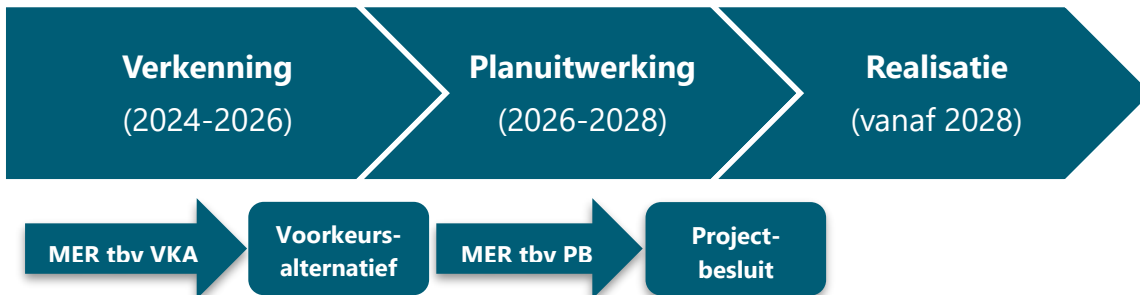 Verkenning
(2024-2026)
Planuitwerking
(2026-2028)
Realisatie
(vanaf 2028)
MER tbv VKA
Voorkeurs-
alternatief
MER tbv PB
Project-
besluit